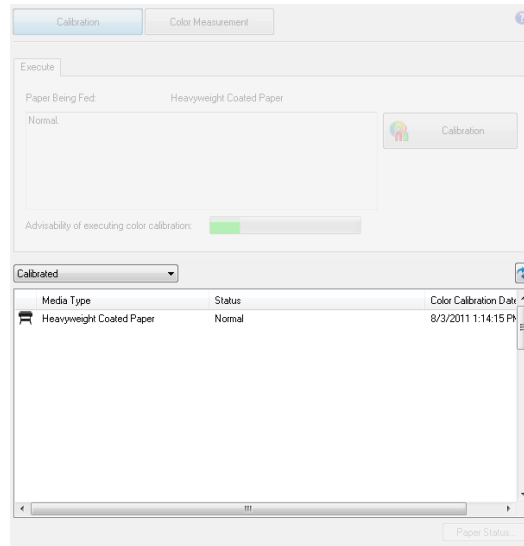 Calibration Color Measurement
Execute
Paper Being Fed: Heavyweight Coated Paper
Normal.
Calibration
Advisability of executing color calibration:
Calibrated
Media Type Status Color Calibration Date
Heavyweight Coated Paper Normal 8/3/2011 1:14:15 PM
Paper Status...